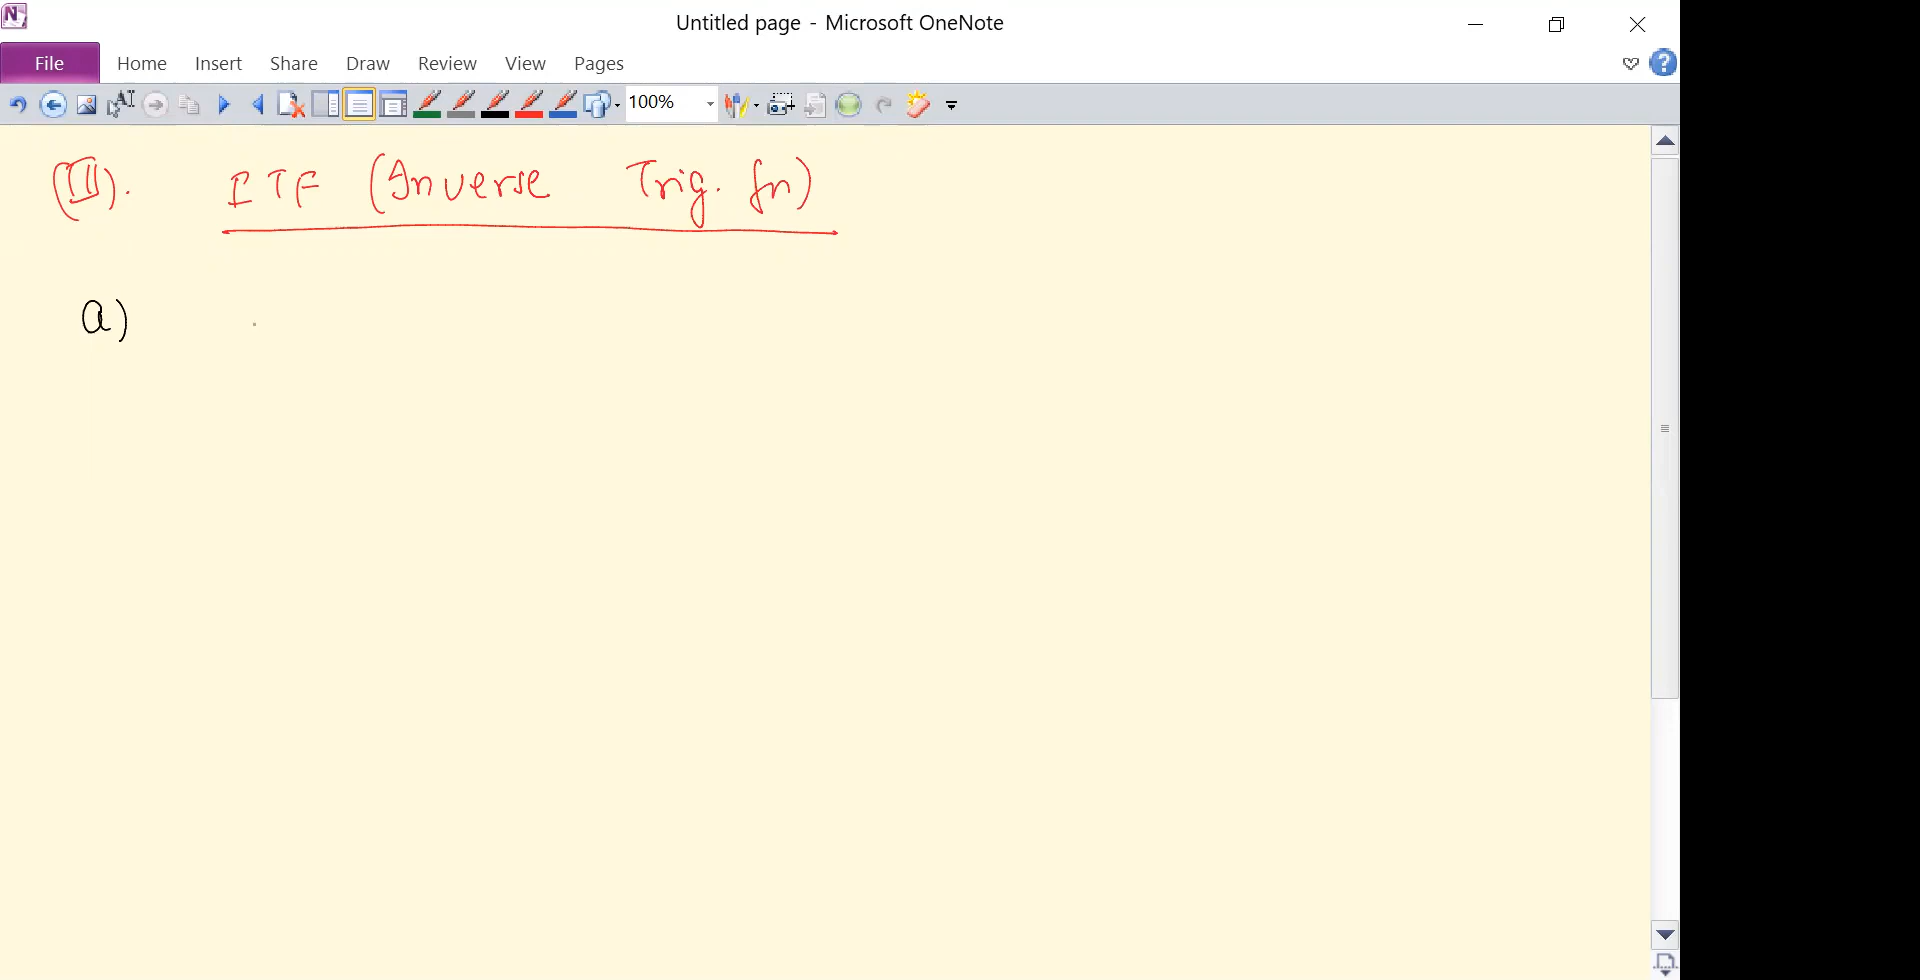 Untitled page - Microsoft OneNote
File Home Insert Share Draw Review View Pages
100%
(III). ITF (Inverse Trig. fn)
a)